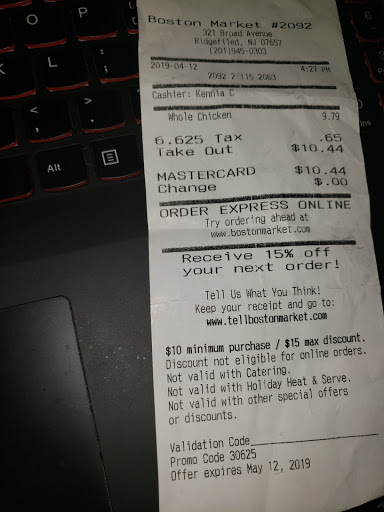 Boston Market #2092
321 Broad Avenue
Ridgefiled, NJ 07657
(201)945-0303
2019-04-12 4:27 PM
2092 2 115 2063
Cashier: Kennia C
Whole Chicken 9.79
6.625 Tax .65
Take Out $10.44
MASTERCARD $10.44
Change $.00
ORDER EXPRESS ONLINE
Try ordering ahead at
www.bostonmarket.com
Receive 15% off
your next order!
Tell Us What You Think!
Keep your receipt and go to:
www.tellbostonmarket.com
$10 minimum purchase / $15 max discount.
Discount not eligible for online orders.
Not valid with Catering.
Not valid with Holiday Heat & Serve.
Not valid with other special offers
or discounts.
Validation Code
Promo Code 30625
Offer expires May 12, 2019
O P
K L : ;
< , > .
Alt